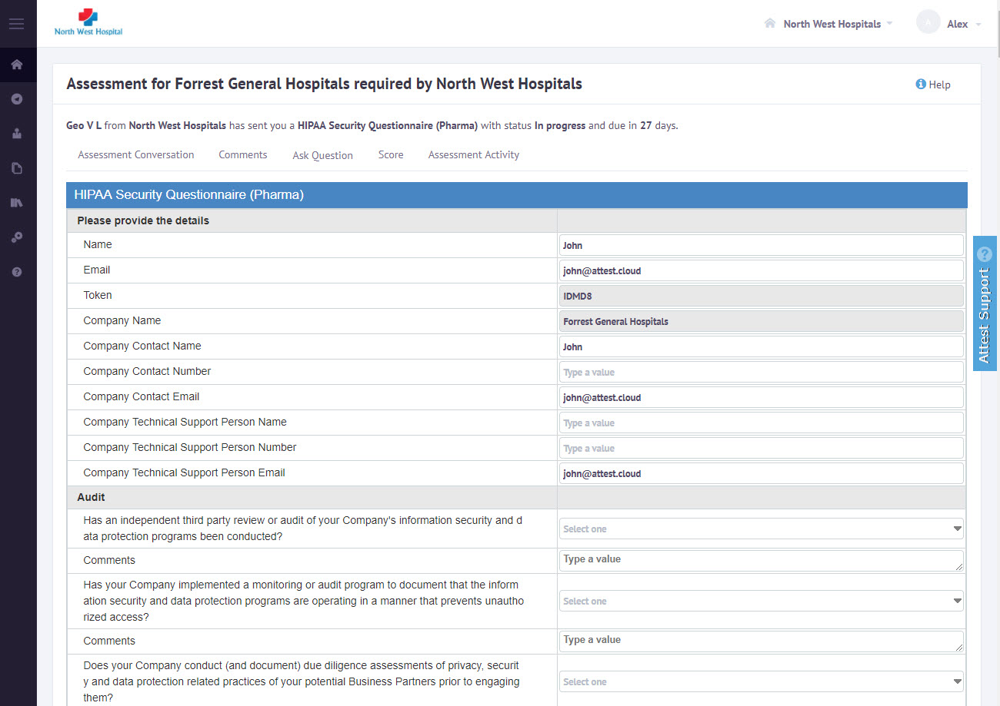 North West Hospital
North West Hospitals
A
Alex
Assessment for Forrest General Hospitals required by North West Hospitals
Help
Geo V L from North West Hospitals has sent you a HIPAA Security Questionnaire (Pharma) with status In progress and due in 27 days.
Assessment Conversation
Comments
Ask Question
Score
Assessment Activity
HIPAA Security Questionnaire (Pharma)
Please provide the details
Name
John
Email
john@attest.cloud
Token
IDMD8
Company Name
Forrest General Hospitals
Company Contact Name
John
Company Contact Number
Type a value
Company Contact Email
john@attest.cloud
Company Technical Support Person Name
Type a value
Company Technical Support Person Number
Type a value
Company Technical Support Person Email
john@attest.cloud
Audit
Has an independent third party review or audit of your Company's information security and d
ata protection programs been conducted?
Select one
Comments
Type a value
Has your Company implemented a monitoring or audit program to document that the inform
ation security and data protection programs are operating in a manner that prevents unautho
rized access?
Select one
Comments
Type a value
Does your Company conduct (and document) due diligence assessments of privacy, securit
y and data protection related practices of your potential Business Partners prior to engaging
them?
Select one
Attest Support